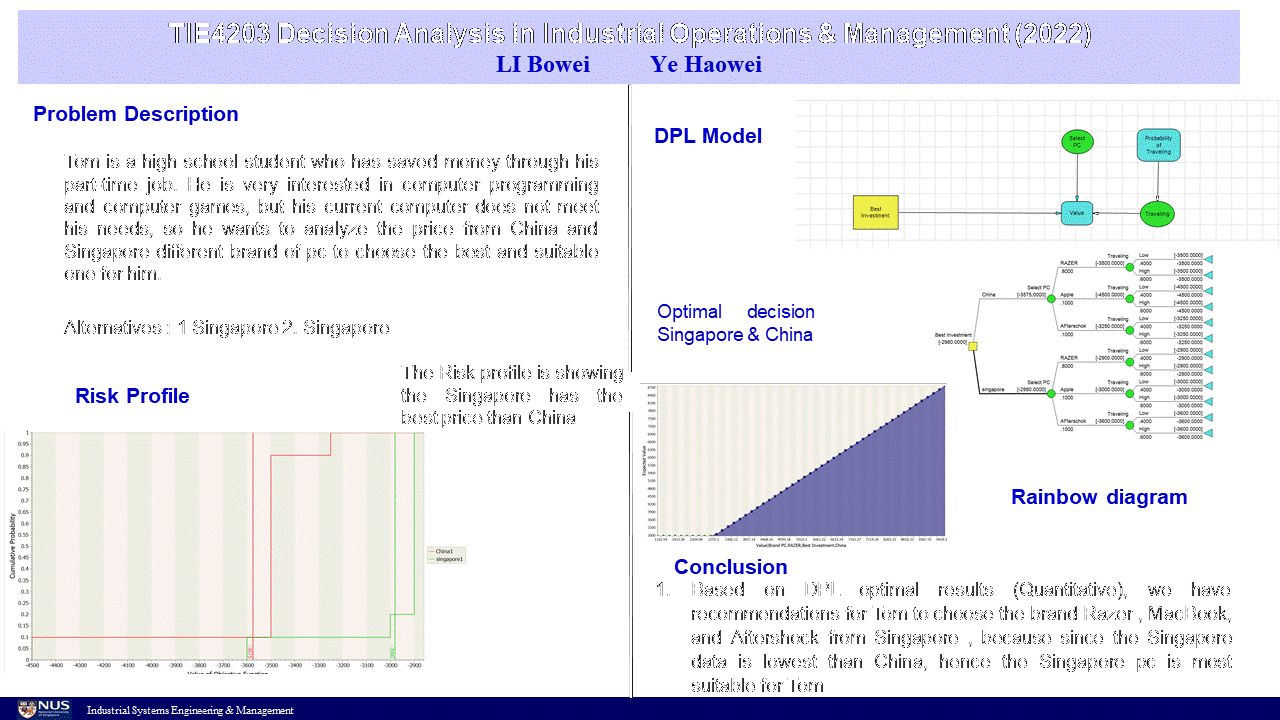 TIE4203 Decision Analysis in Industrial Operations & Management (2022)
LI Bowei Ye Haowei
Problem Description
Tom is a high school student who has saved money through his
part-time job. He is very interested in computer programming
and computer games, but his current computer does not meet
his needs, so he wants to analyze the price from China and
Singapore different brand of pc to choose the best and suitable
one for him.
Alternatives : 1 Singapore 2. Singapore
Risk Profile
The Risk profile is showing
the Singapore has the
best price than China
1
0.95
0.9
0.85
0.8
0.75
0.7
0.65
0.6
0.55
0.5
0.45
0.4
0.35
0.3
0.25
0.2
0.15
0.1
0.05
0
Cumulative Probability
-4500 -4400 -4300 -4200 -4100 -4000 -3900 -3800 -3700 -3600 -3500 -3400 -3300 -3200 -3100 -3000 -2900
Value of Objective Function
China1
singapore1
DPL Model
Select
PC
Probability
of
Traveling
Best
Investment
Value
Traveling
Optimal decision
Singapore & China
Best Investment
[-2980.0000]
China
Select PC
[-3575.0000]
RAZER
.8000
Traveling
[-3500.0000]
Low [-3500.0000]
.4000 -3500.0000
High [-3500.0000]
.6000 -3500.0000
Apple
.1000
Traveling
[-4500.0000]
Low [-4500.0000]
.4000 -4500.0000
High [-4500.0000]
.6000 -4500.0000
Afterschok
.1000
Traveling
[-3250.0000]
Low [-3250.0000]
.4000 -3250.0000
High [-3250.0000]
.6000 -3250.0000
singapore
Select PC
[-2980.0000]
RAZER
.8000
Traveling
[-2900.0000]
Low [-2900.0000]
.4000 -2900.0000
High [-2900.0000]
.6000 -2900.0000
Apple
.1000
Traveling
[-3000.0000]
Low [-3000.0000]
.4000 -3000.0000
High [-3000.0000]
.6000 -3000.0000
Afterschok
.1000
Traveling
[-3600.0000]
Low [-3600.0000]
.4000 -3600.0000
High [-3600.0000]
.6000 -3600.0000
Expected Value
Value|Brand PC.RAZER,Best Investment.China
Rainbow diagram
Conclusion
1. Based on DPL optimal results (Quantitative), we have
recommendations for Tom to choose the brand Razer , MacBook,
and Aftershock from Singapore , because since the Singapore
data is lowest than China, hence the Singapore pc is most
suitable for Tom
NUS
National University
of Singapore
Industrial Systems Engineering & Management